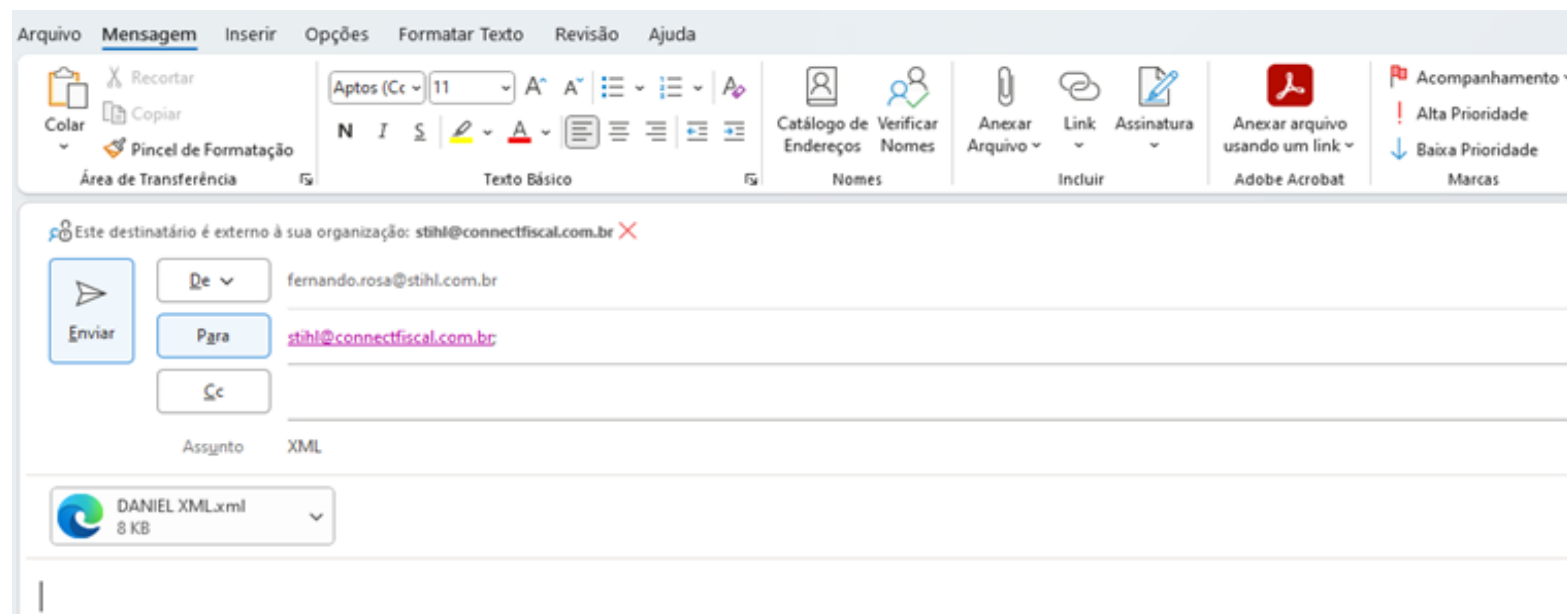 Arquivo Mensagem Inserir Opções Formatar Texto Revisão Ajuda
Colar
Recortar
Copiar
Pincel de Formatação
Área de Transferência
Aptos (Cc 11
N I S
Texto Básico
Catálogo de Endereços
Verificar Nomes
Nomes
Anexar Arquivo
Link
Assinatura
Incluir
Anexar arquivo usando um link
Adobe Acrobat
Acompanhamento
Alta Prioridade
Baixa Prioridade
Marcas
Este destinatário é externo à sua organização: stihl@connectfiscal.com.br
Enviar
De fernando.rosa@stihl.com.br
Para stihl@connectfiscal.com.br;
Cc
Assunto XML
DANIEL XML.xml
8 KB